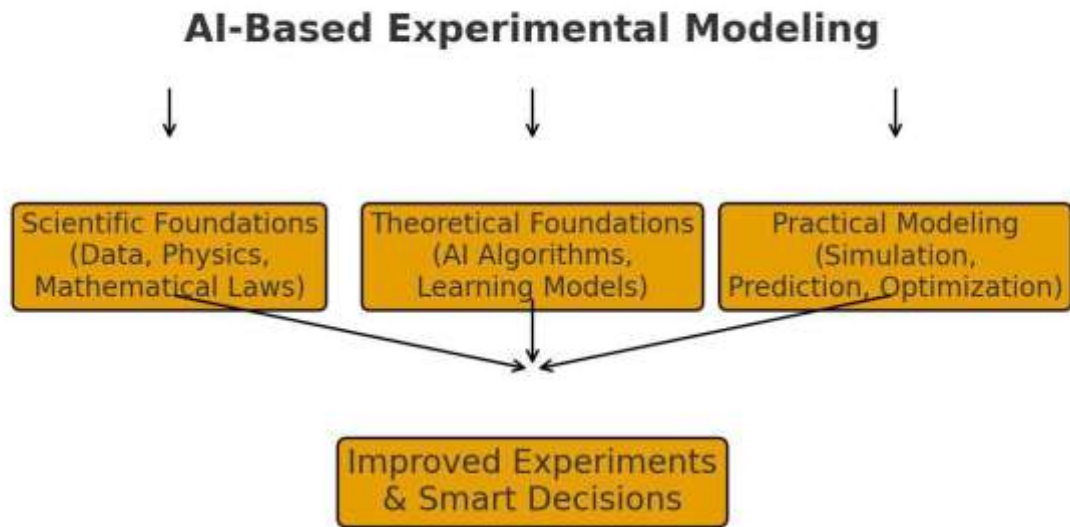 AI-Based Experimental Modeling
Scientific Foundations
(Data, Physics,
Mathematical Laws)
Theoretical Foundations
(AI Algorithms,
Learning Models)
Practical Modeling
(Simulation,
Prediction, Optimization)
Improved Experiments
& Smart Decisions